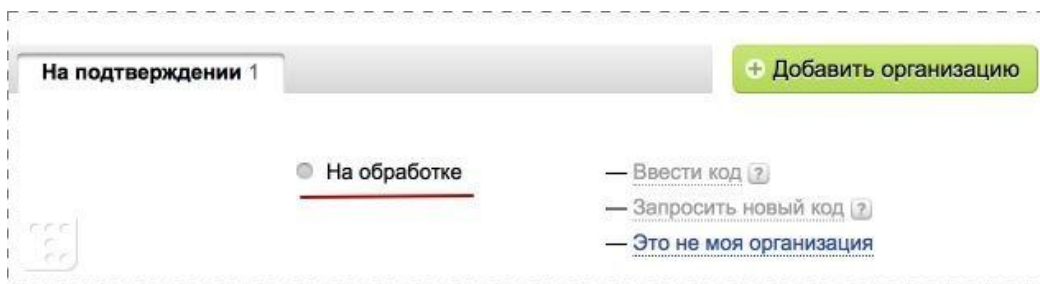 На подтверждении 1
+ Добавить организацию
На обработке
— Ввести код ?
— Запросить новый код ?
— Это не моя организация